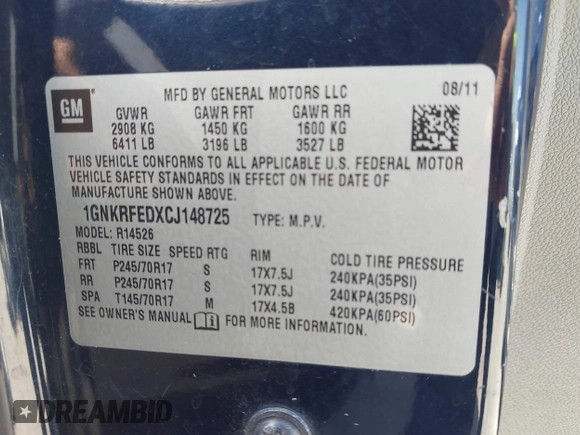 MFD BY GENERAL MOTORS LLC 08/11
GM
GVWR GAWR FRT GAWR RR
2908 KG 1450 KG 1600 KG
6411 LB 3196 LB 3527 LB
THIS VEHICLE CONFORMS TO ALL APPLICABLE U.S. FEDERAL MOTOR
VEHICLE SAFETY STANDARDS IN EFFECT ON THE DATE OF
MANUFACTURE SHOWN ABOVE.
1GNKRFEDXCJ148725 TYPE: M.P.V.
MODEL: R14526
RBBL TIRE SIZE SPEED RTG RIM COLD TIRE PRESSURE
FRT P245/70R17 S 17X7.5J 240KPA(35PSI)
RR P245/70R17 S 17X7.5J 240KPA(35PSI)
SPA T145/70R17 M 17X4.5B 420KPA(60PSI)
SEE OWNER'S MANUAL FOR MORE INFORMATION.
DREAMBID